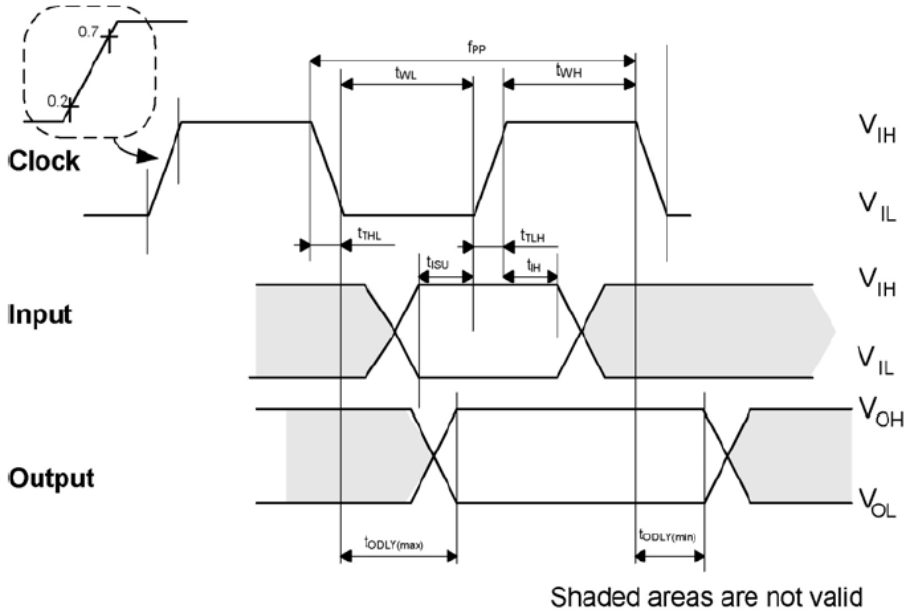 0.7
0.2
fPP
tWL
tWH
Clock
VIH
VIL
tTHL
tTLH
tISU
tIH
Input
VIH
VIL
Output
VOH
VOL
tODLY(max)
tODLY(min)
Shaded areas are not valid